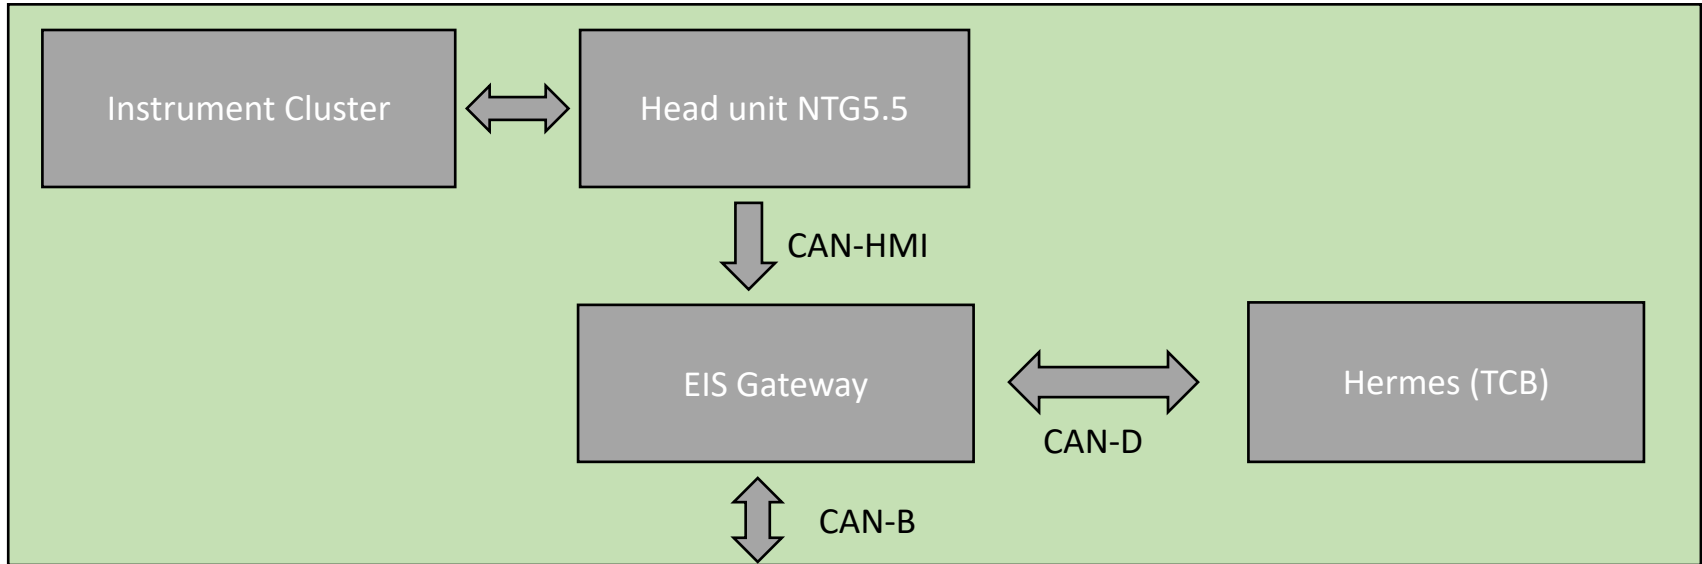 Instrument Cluster
Head unit NTG5.5
CAN-HMI
EIS Gateway
Hermes (TCB)
CAN-D
CAN-B